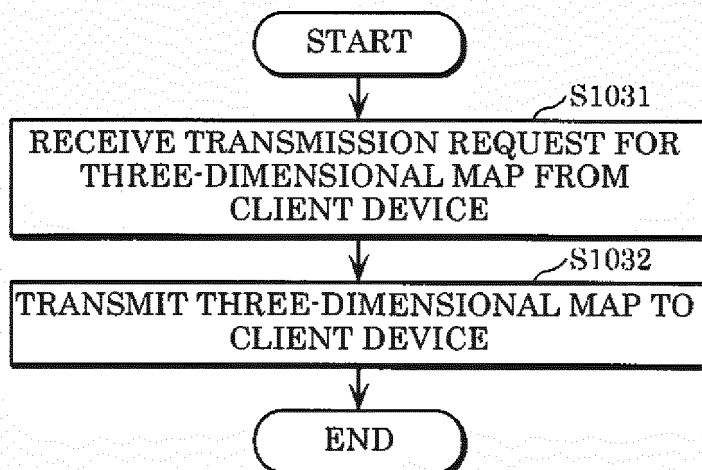 START
S1031
RECEIVE TRANSMISSION REQUEST FOR
THREE-DIMENSIONAL MAP FROM
CLIENT DEVICE
S1032
TRANSMIT THREE-DIMENSIONAL MAP TO
CLIENT DEVICE
END